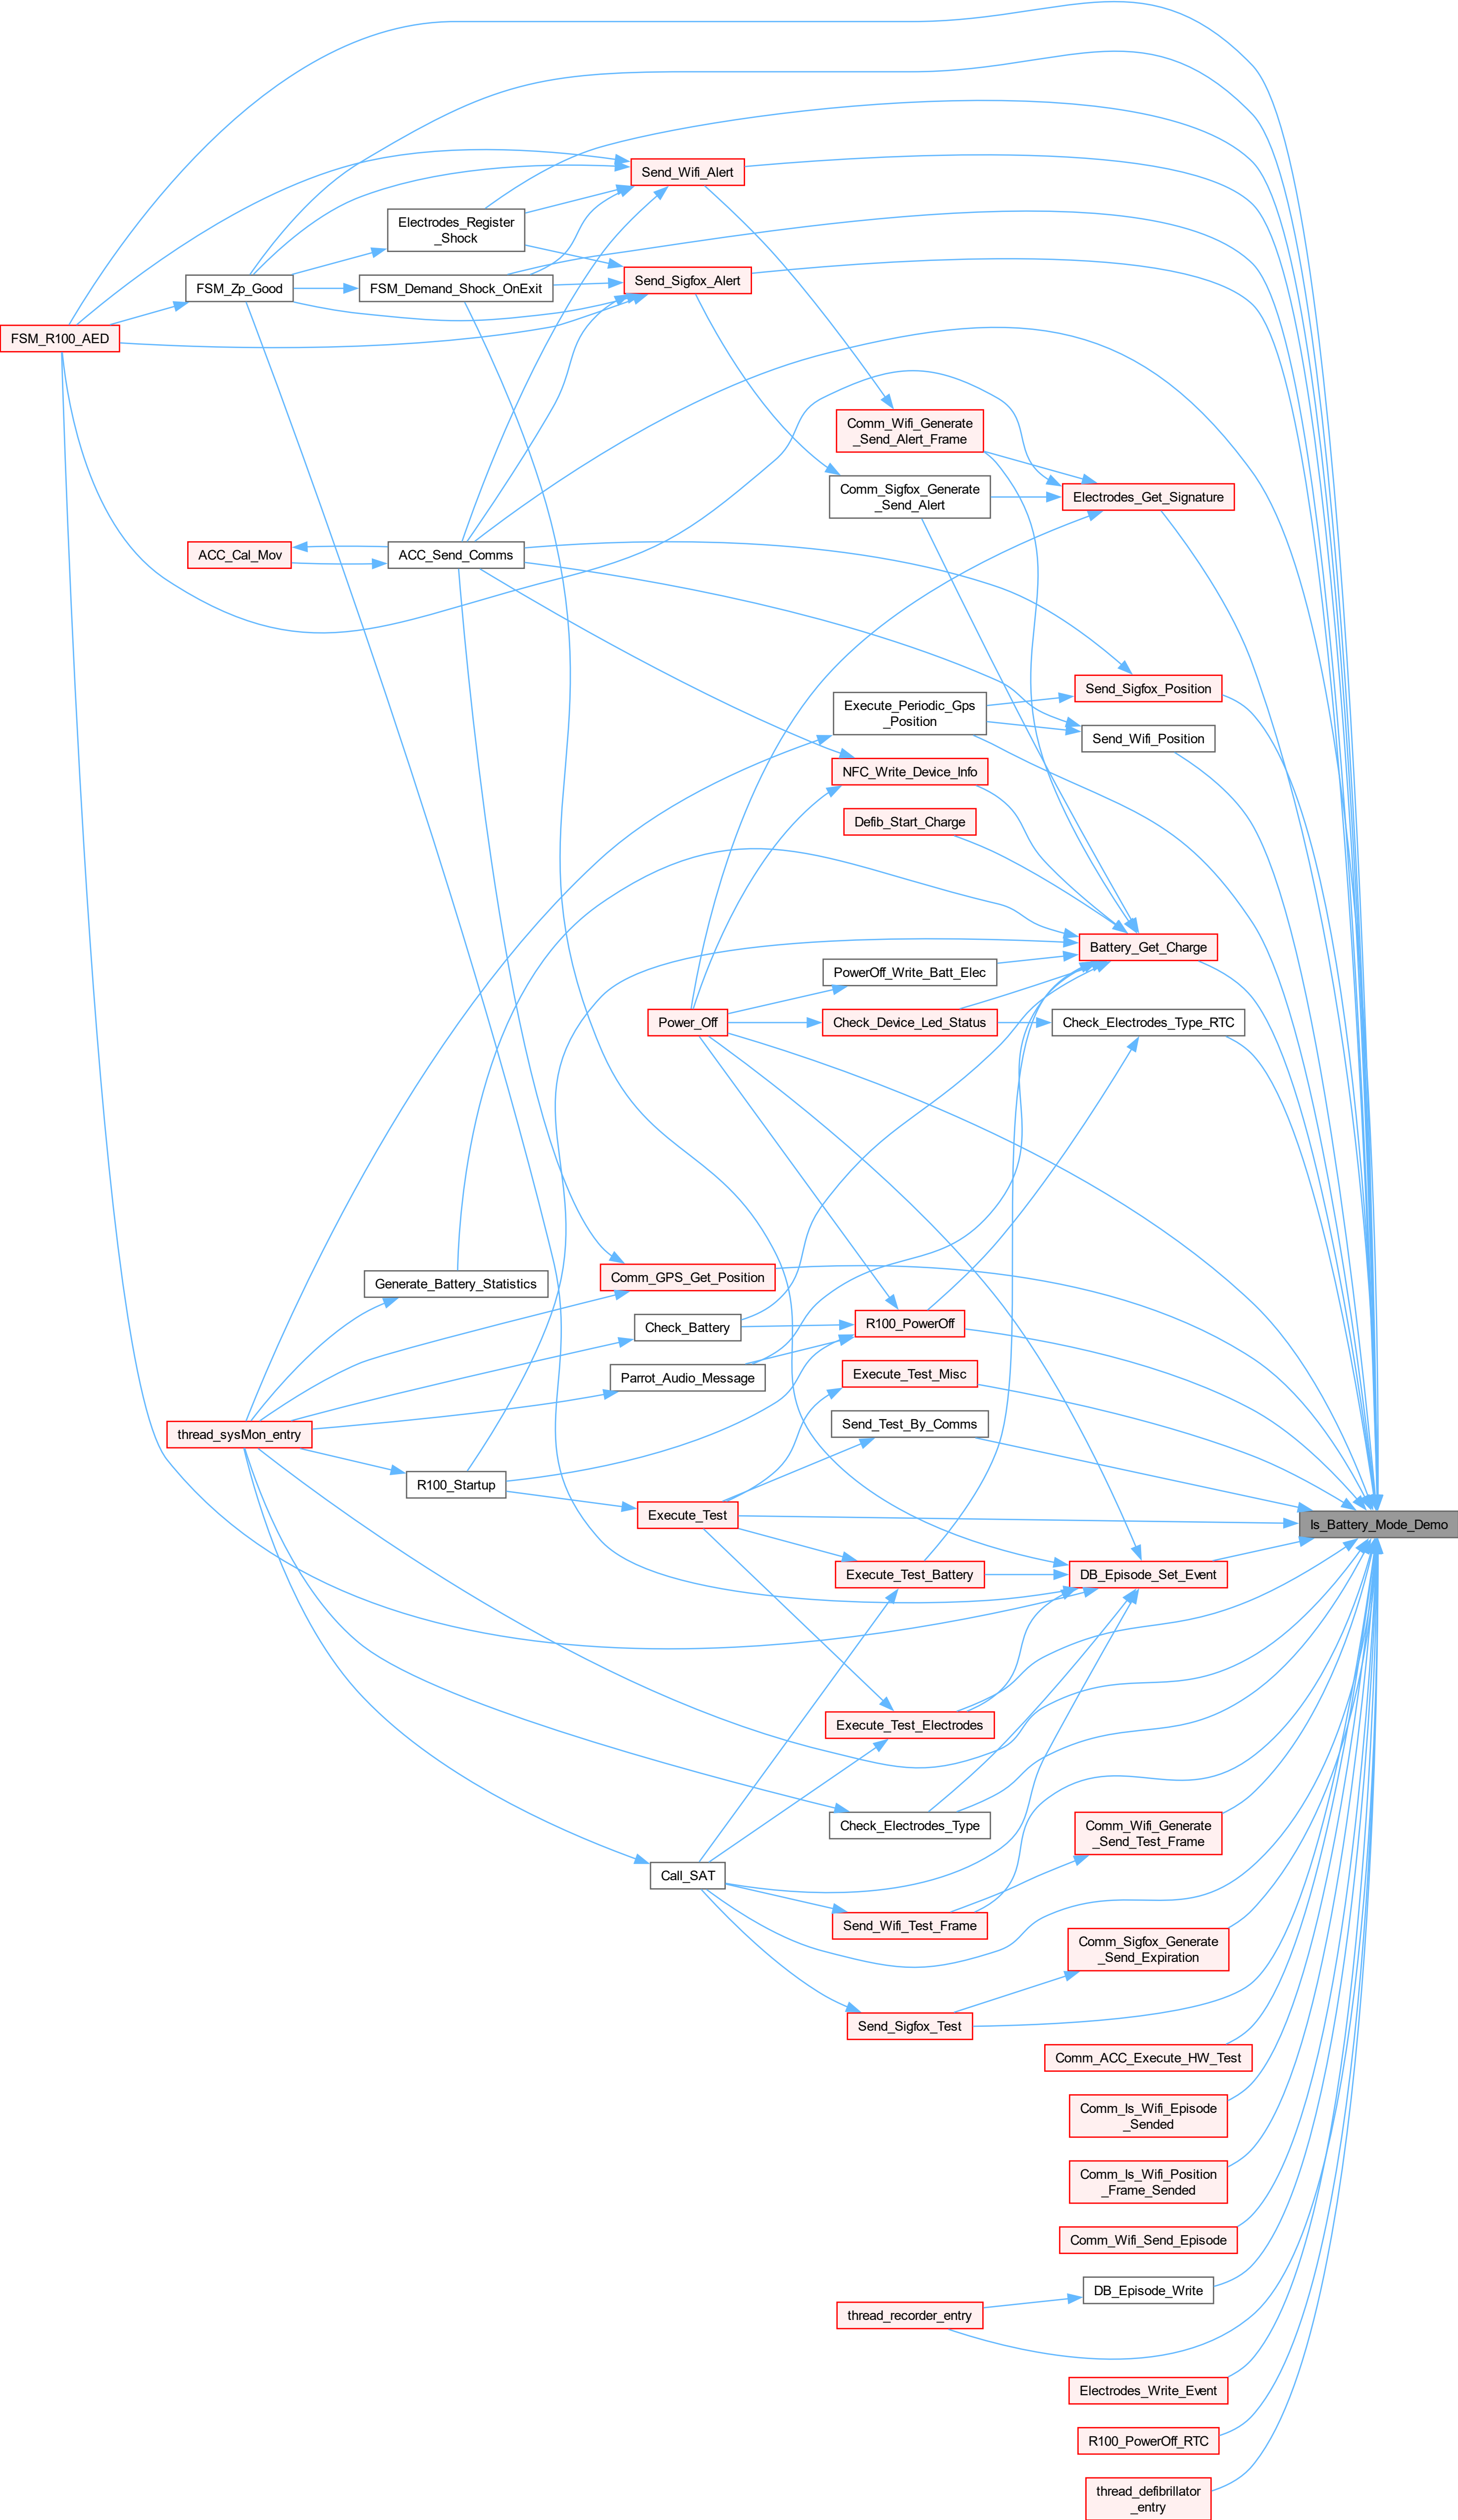 Send_Wifi_Alert
Electrodes_Register
_Shock
Send_Sigfox_Alert
FSM_Zp_Good
FSM_Demand_Shock_OnExit
FSM_R100_AED
Comm_Wifi_Generate
_Send_Alert_Frame
Comm_Sigfox_Generate
_Send_Alert
Electrodes_Get_Signature
ACC_Cal_Mov
ACC_Send_Comms
Send_Sigfox_Position
Execute_Periodic_Gps
_Position
Send_Wifi_Position
NFC_Write_Device_Info
Defib_Start_Charge
Battery_Get_Charge
PowerOff_Write_Batt_Elec
Power_Off
Check_Device_Led_Status
Check_Electrodes_Type_RTC
Generate_Battery_Statistics
Comm_GPS_Get_Position
Check_Battery
R100_PowerOff
Parrot_Audio_Message
Execute_Test_Misc
thread_sysMon_entry
Send_Test_By_Comms
R100_Startup
Execute_Test
Is_Battery_Mode_Demo
Execute_Test_Battery
DB_Episode_Set_Event
Execute_Test_Electrodes
Check_Electrodes_Type
Comm_Wifi_Generate
_Send_Test_Frame
Call_SAT
Send_Wifi_Test_Frame
Comm_Sigfox_Generate
_Send_Expiration
Send_Sigfox_Test
Comm_ACC_Execute_HW_Test
Comm_Is_Wifi_Episode
_Sended
Comm_Is_Wifi_Position
_Frame_Sended
Comm_Wifi_Send_Episode
DB_Episode_Write
thread_recorder_entry
Electrodes_Write_Event
R100_PowerOff_RTC
thread_defibrillator
_entry